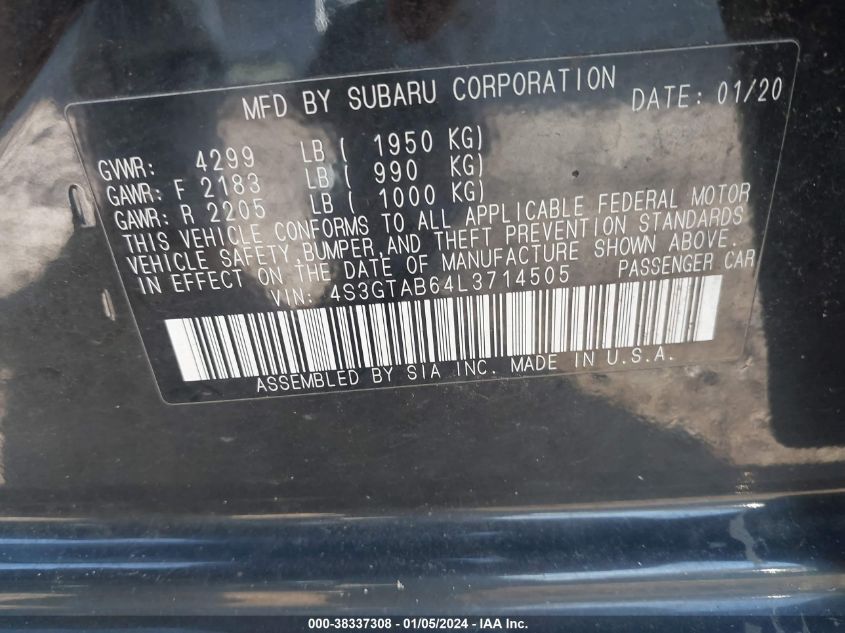 MFD BY SUBARU CORPORATION DATE: 01/20
GVWR: 4299 LB ( 1950 KG)
GAWR: F 2183 LB ( 990 KG)
GAWR: R 2205 LB ( 1000 KG)
THIS VEHICLE CONFORMS TO ALL APPLICABLE FEDERAL MOTOR
VEHICLE SAFETY,BUMPER,AND THEFT PREVENTION STANDARDS
IN EFFECT ON THE DATE OF MANUFACTURE SHOWN ABOVE.
VIN: 4S3GTAB64L3714505 PASSENGER CAR
ASSEMBLED BY SIA INC. MADE IN U.S.A.
000-38337308 - 01/05/2024 - IAA Inc.